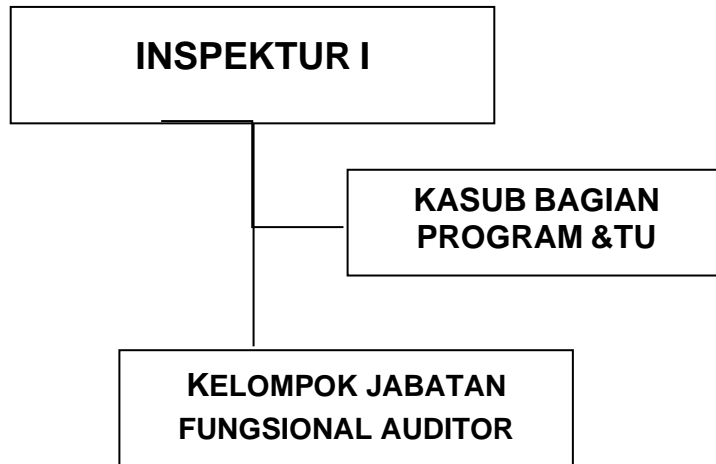 INSPEKTUR I
KASUB BAGIAN
PROGRAM &TU
KELOMPOK JABATAN
FUNGSIONAL AUDITOR